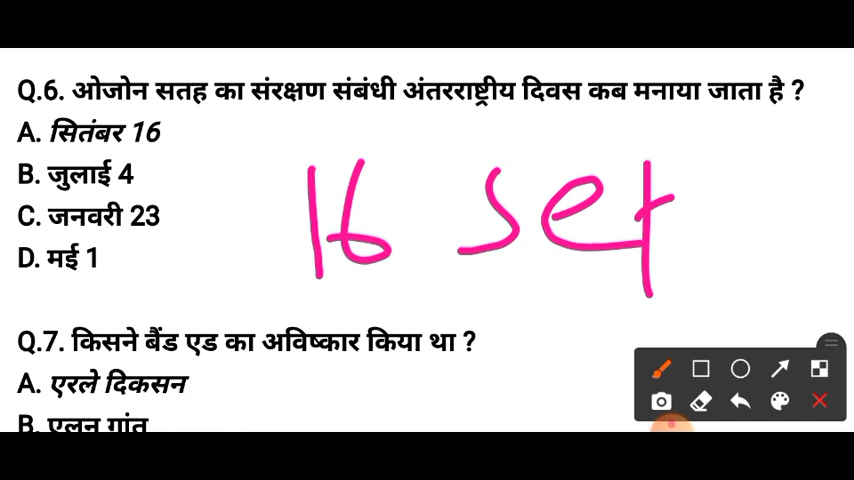 Q.6. ओजोन सतह का संरक्षण संबंधी अंतरराष्ट्रीय दिवस कब मनाया जाता है ?
A. सितंबर 16
B. जुलाई 4
C. जनवरी 23
D. मई 1
16 set
Q.7. किसने बैंड एड का अविष्कार किया था ?
A. एरले दिकसन
B. एलन गांत